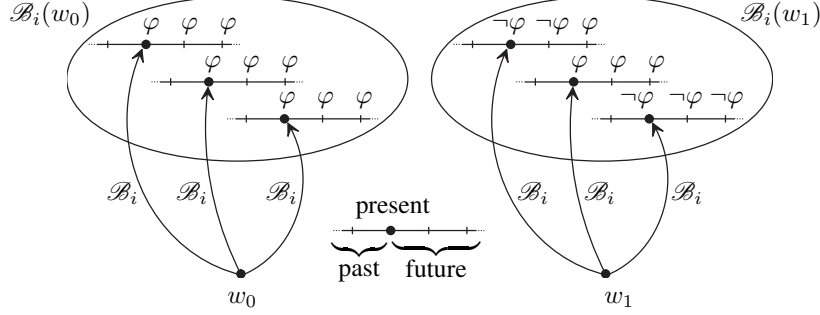 ℬᵢ(w₀)
φ φ φ
φ φ φ
φ φ φ
ℬᵢ ℬᵢ ℬᵢ
w₀
present
past future
ℬᵢ(w₁)
¬φ ¬φ φ
φ φ φ
¬φ ¬φ ¬φ
ℬᵢ ℬᵢ ℬᵢ
w₁